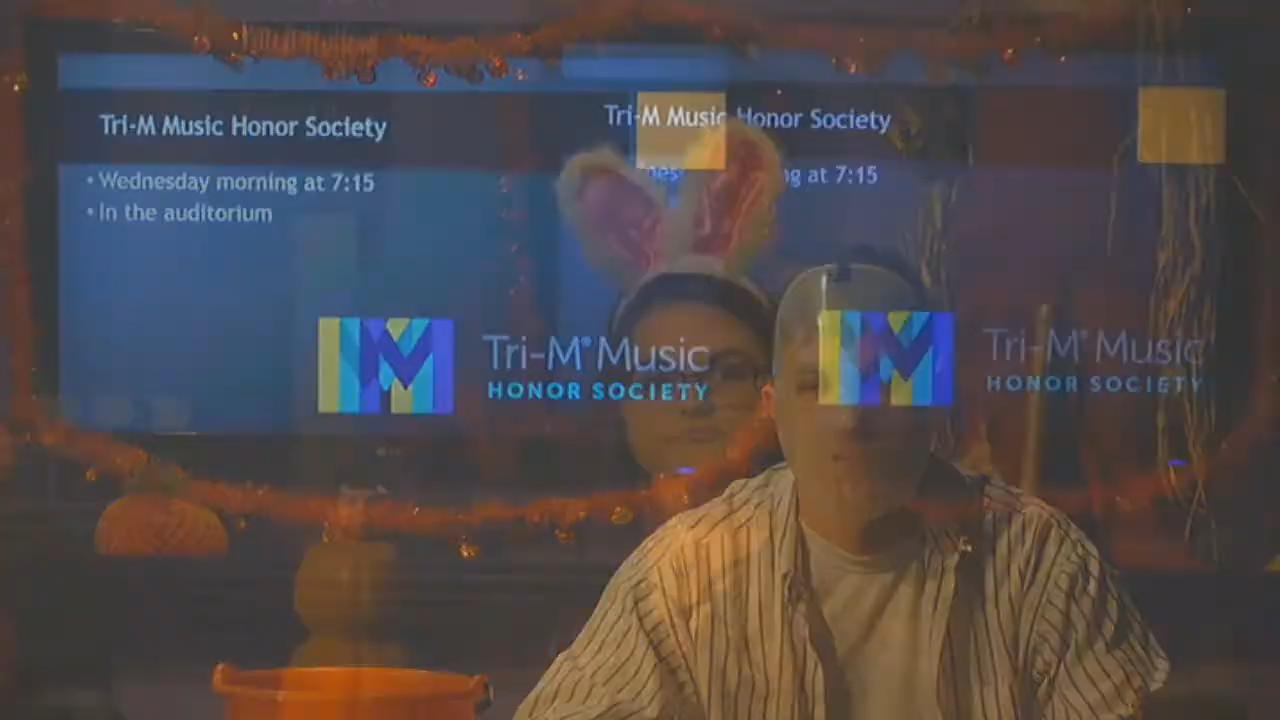 Tri-M Music Honor Society
• Wednesday morning at 7:15
• In the auditorium
Tri-M® Music
HONOR SOCIETY
Tri-M Music Honor Society
at 7:15
Tri-M® Music
HONOR SOCIETY